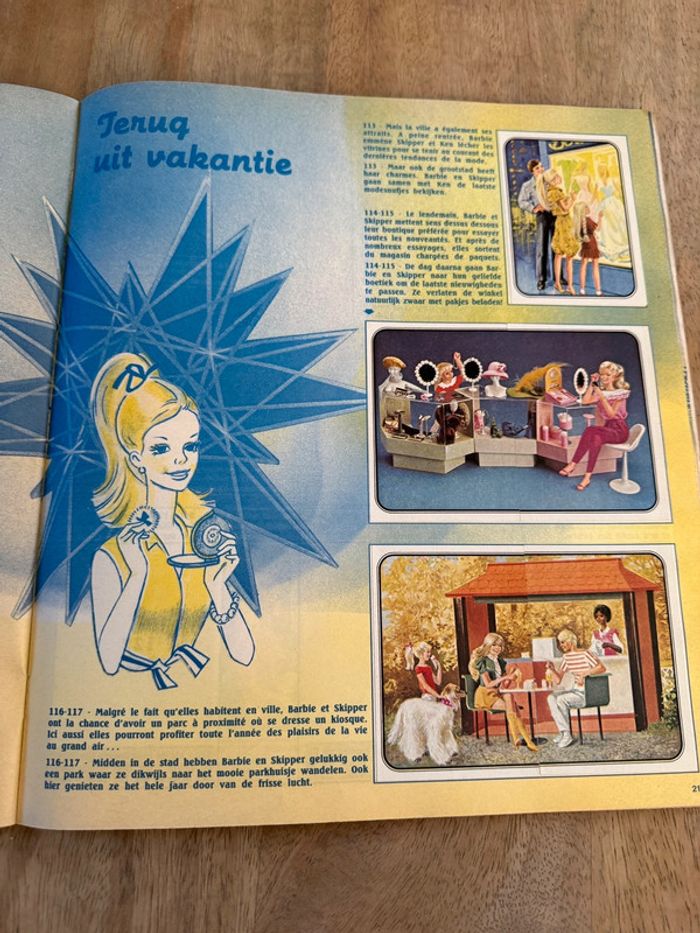 Teruq
uit vakantie
113 - Mais la ville a également ses
attraits. A peine rentrée, Barbie
emmène Skipper et Ken lécher les
vitrines pour se tenir au courant des
dernières tendances de la mode.
113 - Maar ook de grootstad heeft
haar charmes. Barbie en Skipper
gaan samen met Ken de laatste
modesnufjes bekijken.
114-115 - Le lendemain, Barbie et
Skipper mettent sens dessus dessous
leur boutique préférée pour essayer
toutes les nouveautés. Et après de
nombreux essayages, elles sortent
du magasin chargées de paquets.
114-115 - De dag daarna gaan Bar-
bie en Skipper naar hun geliefde
boetiek om de laatste nieuwigheden
te passen. Ze verlaten de winkel
natuurlijk zwaar met pakjes beladen!
116-117 - Malgré le fait qu'elles habitent en ville, Barbie et Skipper
ont la chance d'avoir un parc à proximité où se dresse un kiosque.
Ici aussi elles pourront profiter toute l'année des plaisirs de la vie
au grand air ...
116-117 - Midden in de stad hebben Barbie en Skipper gelukkig ook
een park waar ze dikwijls naar het mooie parkhuisje wandelen. Ook
hier genieten ze het hele jaar door van de frisse lucht.
21